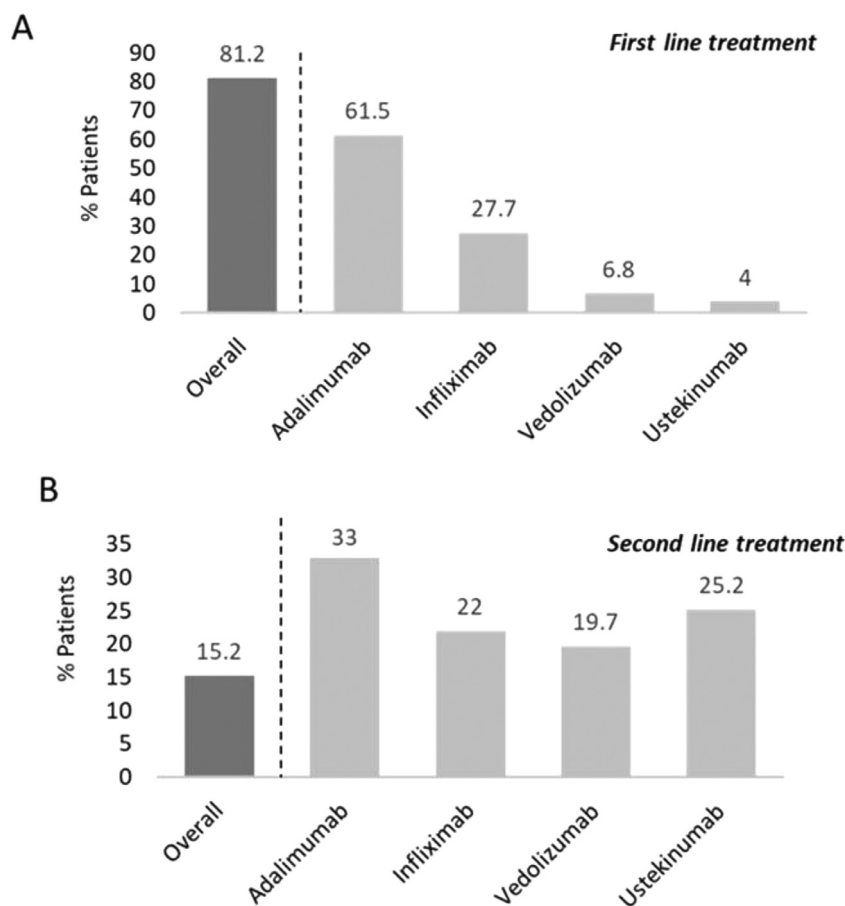 A
First line treatment
% Patients
90
80
70
60
50
40
30
20
10
0
81.2
61.5
27.7
6.8
4
Overall
Adalimumab
Infliximab
Vedolizumab
Ustekinumab
B
Second line treatment
% Patients
35
30
25
20
15
10
5
0
15.2
33
22
19.7
25.2
Overall
Adalimumab
Infliximab
Vedolizumab
Ustekinumab